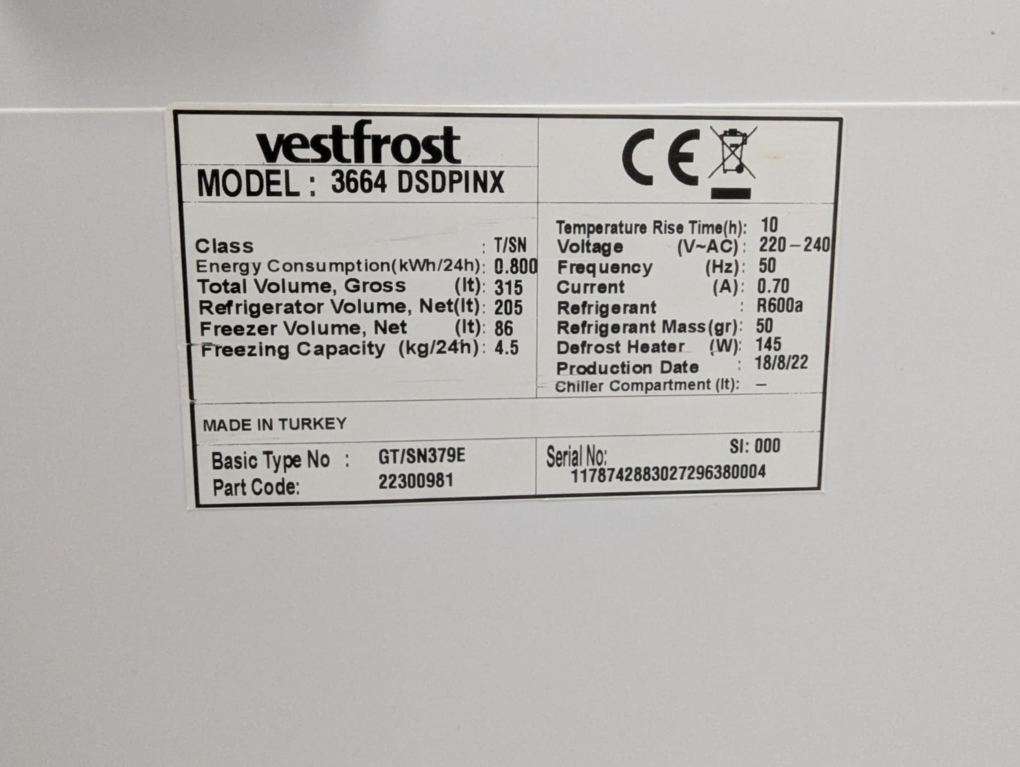 vestfrost
MODEL : 3664 DSDPINX
CE
Class : T/SN
Energy Consumption(kWh/24h): 0.800
Total Volume, Gross (lt): 315
Refrigerator Volume, Net(lt): 205
Freezer Volume, Net (lt): 86
Freezing Capacity (kg/24h): 4.5
Temperature Rise Time(h): 10
Voltage (V~AC): 220-240
Frequency (Hz): 50
Current (A): 0.70
Refrigerant : R600a
Refrigerant Mass(gr): 50
Defrost Heater (W): 145
Production Date : 18/8/22
Chiller Compartment (lt): –
MADE IN TURKEY
Basic Type No : GT/SN379E
Part Code: 22300981
Serial No: SI: 000
1178742883027296380004